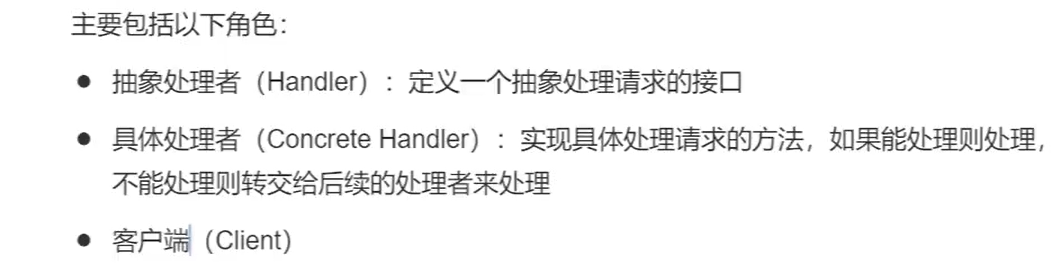 主要包括以下角色：
● 抽象处理者（Handler）：定义一个抽象处理请求的接口
● 具体处理者（Concrete Handler）：实现具体处理请求的方法，如果能处理则处理，
不能处理则转交给后续的处理者来处理
● 客户端（Client）